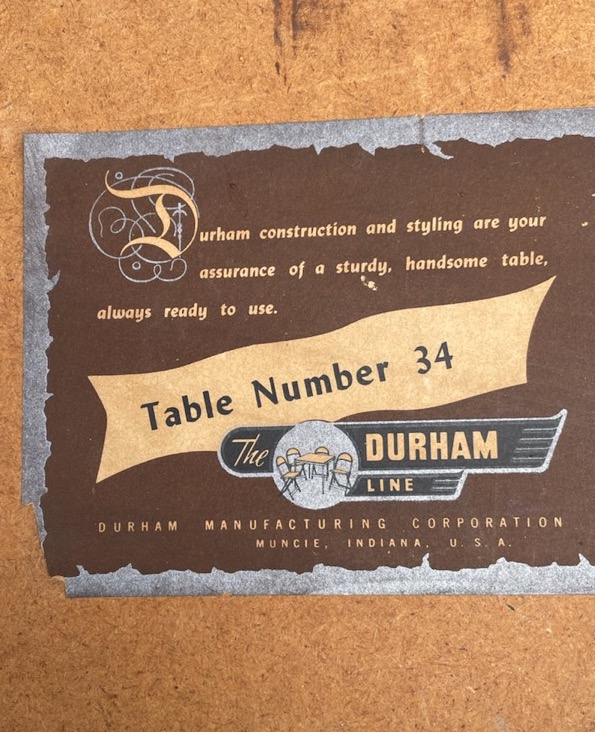 Durham construction and styling are your
assurance of a sturdy, handsome table,
always ready to use.
Table Number 34
The DURHAM
LINE
DURHAM MANUFACTURING CORPORATION
MUNCIE, INDIANA, U.S.A.